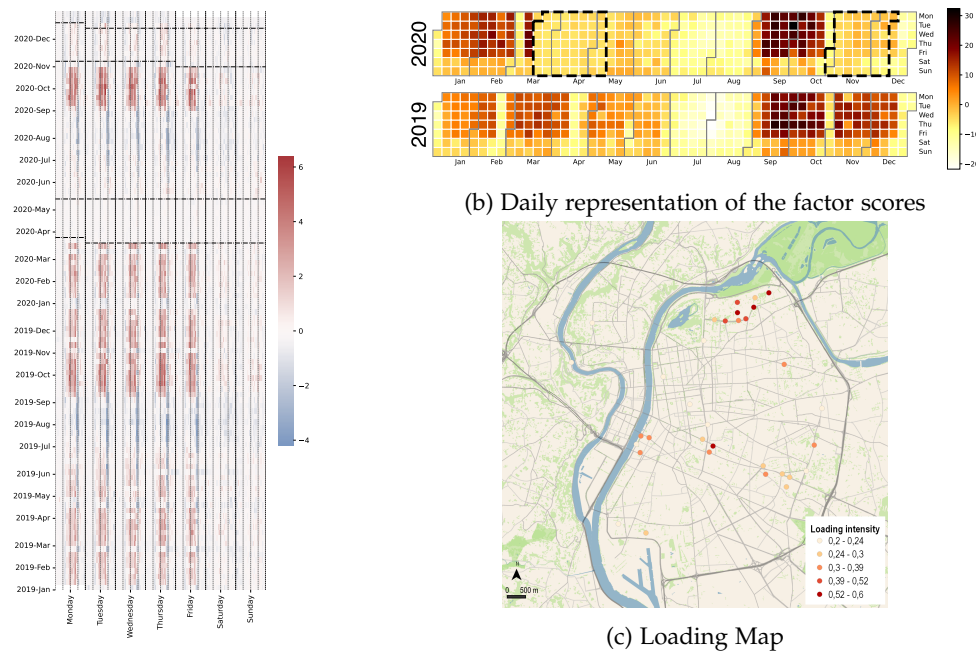 2020-Dec
2020-Nov
2020-Oct
2020-Sep
2020-Aug
2020-Jul
2020-Jun
2020-May
2020-Apr
2020-Mar
2020-Feb
2020-Jan
2019-Dec
2019-Nov
2019-Oct
2019-Sep
2019-Aug
2019-Jul
2019-Jun
2019-May
2019-Apr
2019-Mar
2019-Feb
2019-Jan
Monday
Tuesday
Wednesday
Thursday
Friday
Saturday
Sunday
6
4
2
0
−2
−4
2020
Mon
Tue
Wed
Thu
Fri
Sat
Sun
Jan Feb Mar Apr May Jun Jul Aug Sep Oct Nov Dec
2019
Mon
Tue
Wed
Thu
Fri
Sat
Sun
Jan Feb Mar Apr May Jun Jul Aug Sep Oct Nov Dec
30
20
10
0
−10
−20
(b) Daily representation of the factor scores
N
0 500 m
Loading intensity
0,2 - 0,24
0,24 - 0,3
0,3 - 0,39
0,39 - 0,52
0,52 - 0,6
(c) Loading Map